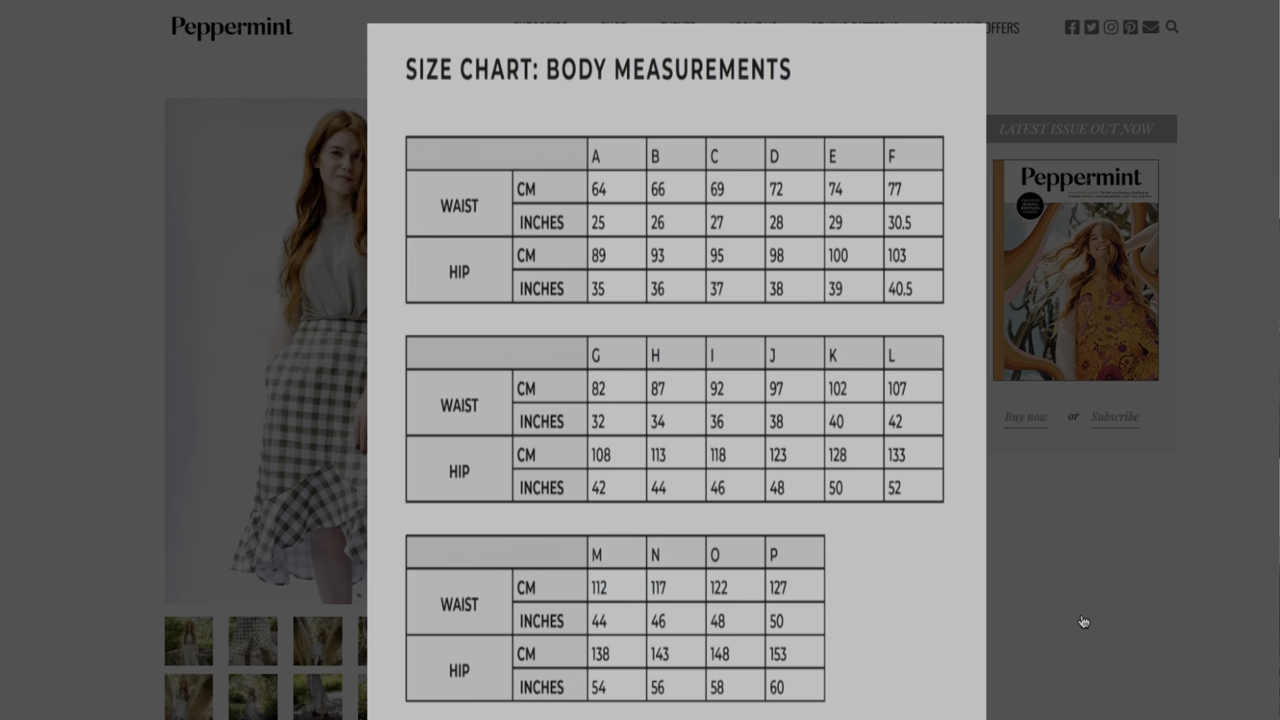 Peppermint
OFFERS
SIZE CHART: BODY MEASUREMENTS
A B C D E F
WAIST CM 64 66 69 72 74 77
INCHES 25 26 27 28 29 30.5
HIP CM 89 93 95 98 100 103
INCHES 35 36 37 38 39 40.5
G H I J K L
WAIST CM 82 87 92 97 102 107
INCHES 32 34 36 38 40 42
HIP CM 108 113 118 123 128 133
INCHES 42 44 46 48 50 52
M N O P
WAIST CM 112 117 122 127
INCHES 44 46 48 50
HIP CM 138 143 148 153
INCHES 54 56 58 60
LATEST ISSUE OUT NOW
Peppermint
Buy now or Subscribe